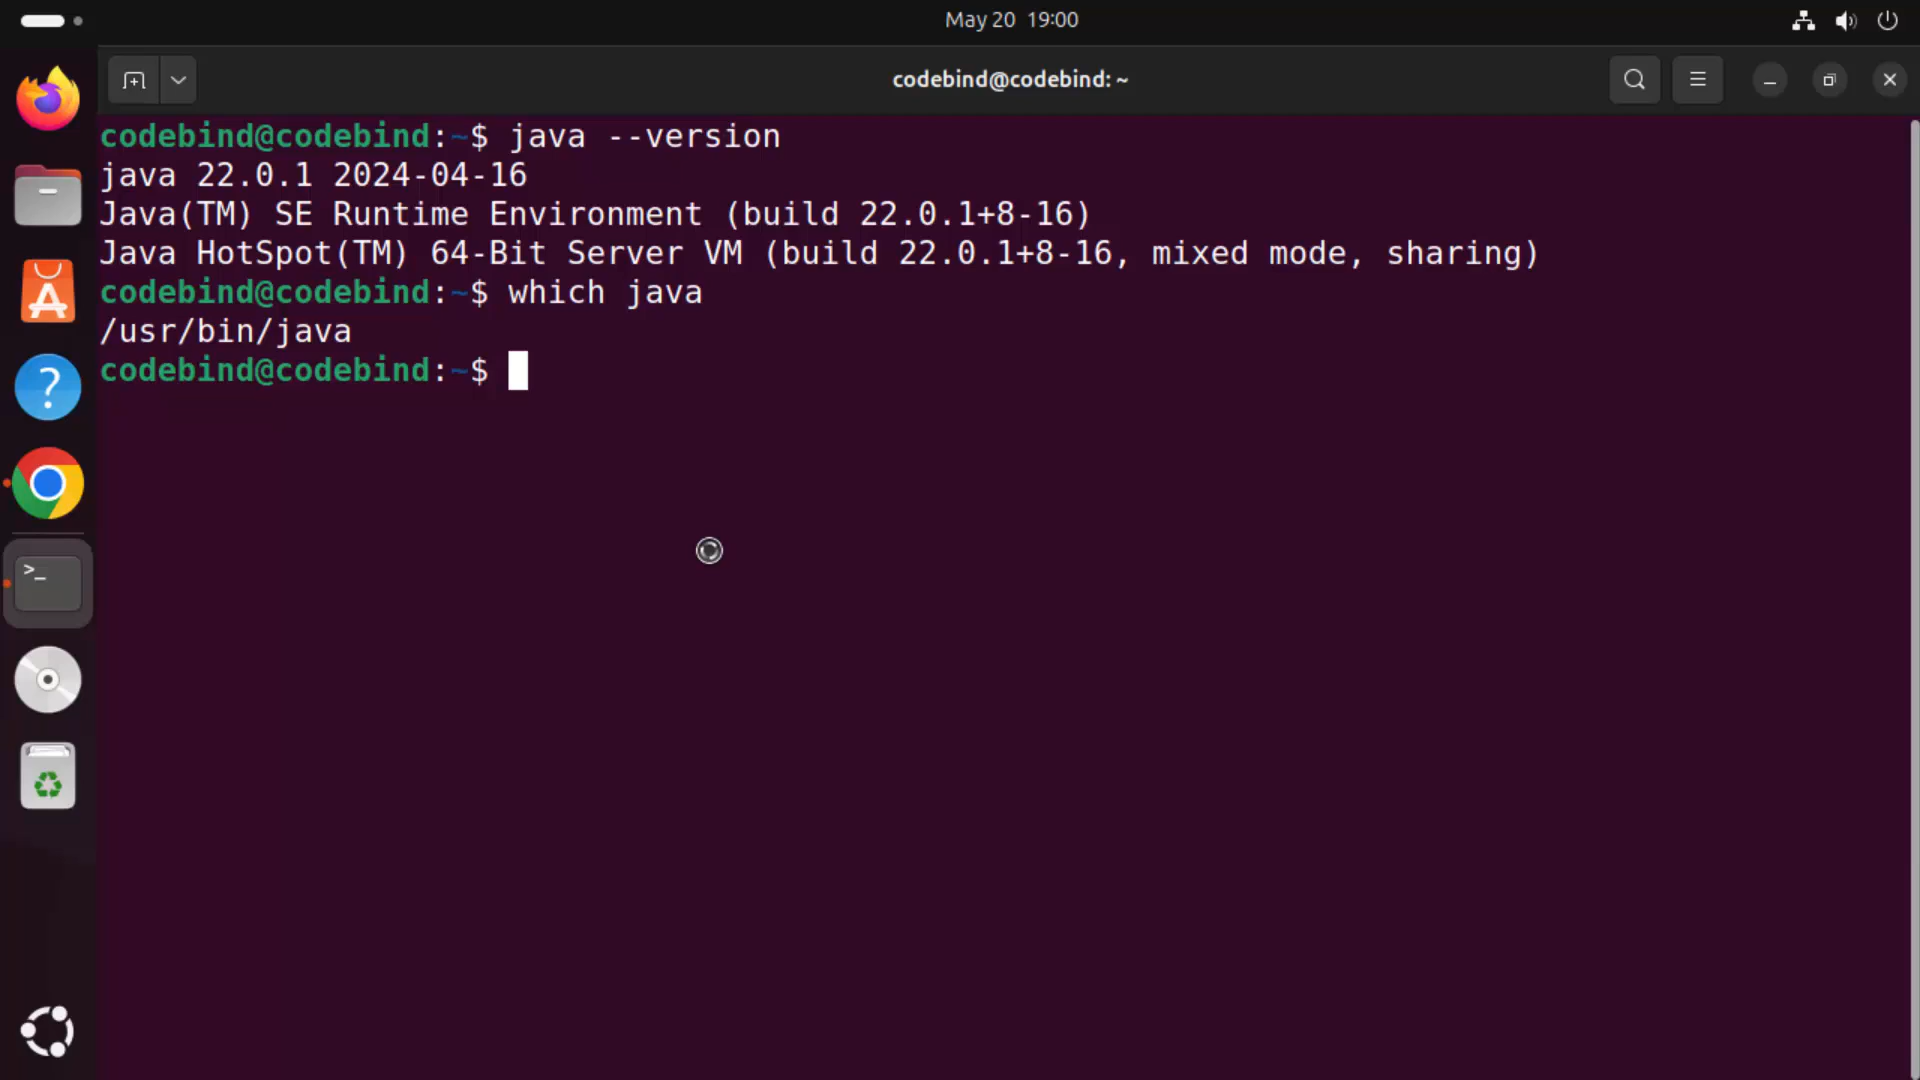 May 20 19:00
codebind@codebind: ~
codebind@codebind:~$ java --version
java 22.0.1 2024-04-16
Java(TM) SE Runtime Environment (build 22.0.1+8-16)
Java HotSpot(TM) 64-Bit Server VM (build 22.0.1+8-16, mixed mode, sharing)
codebind@codebind:~$ which java
/usr/bin/java
codebind@codebind:~$